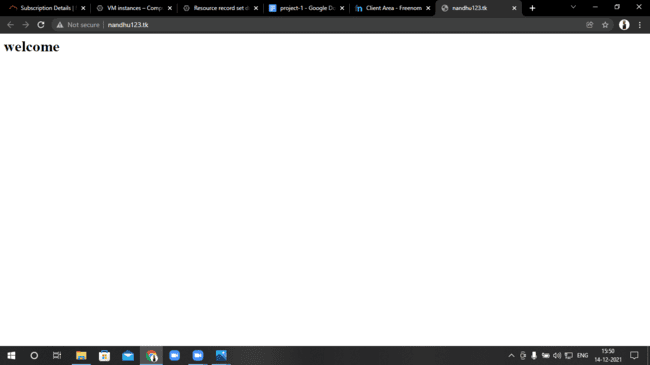 Subscription Details |
VM instances – Comp
Resource record set d
project-1 - Google Do
Client Area - Freenom
nandhu123.tk
Not secure
nandhu123.tk
welcome
ENG
15:50
14-12-2021